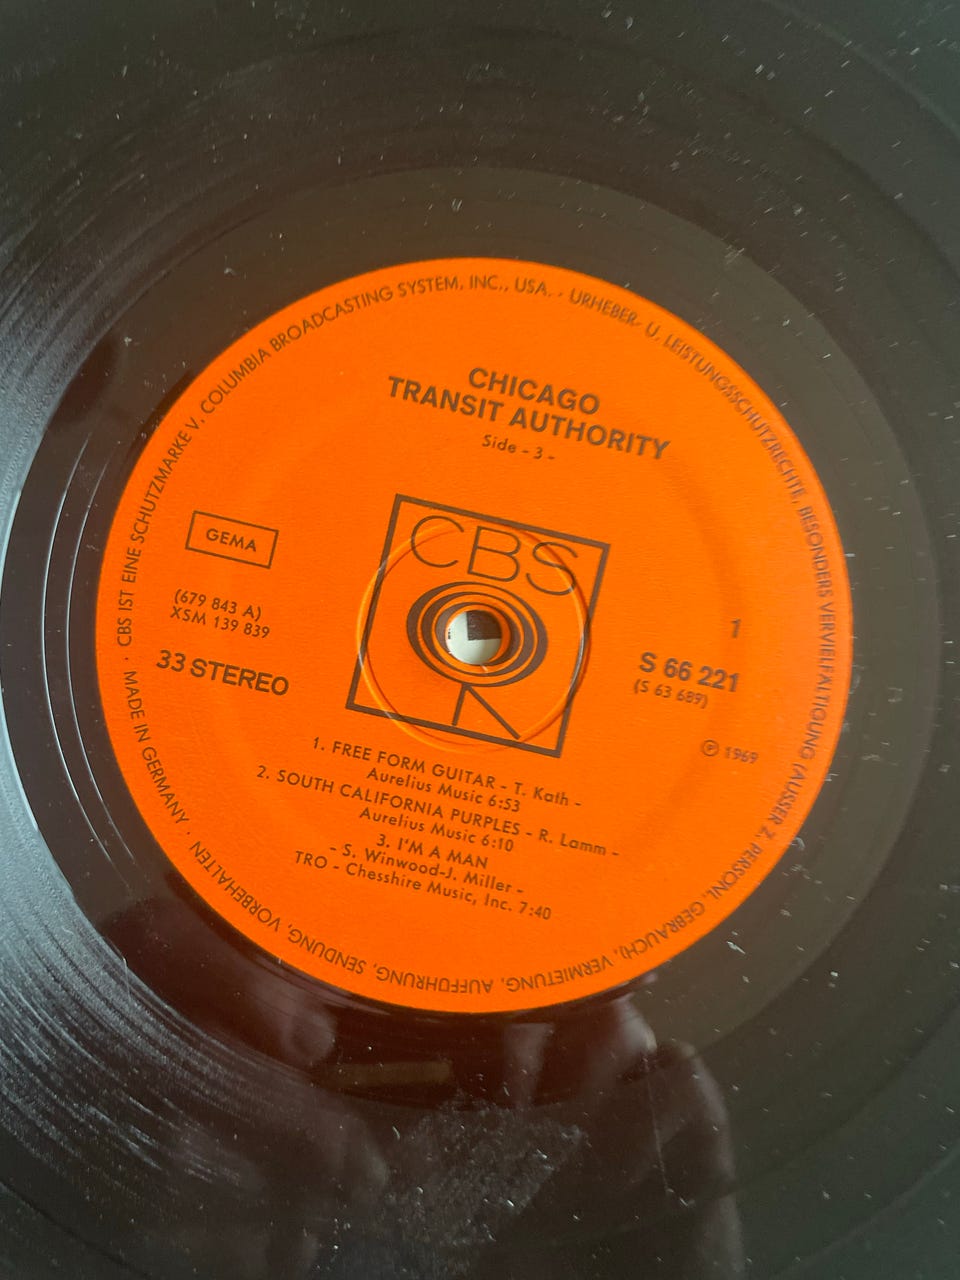 CBS IST EINE SCHUTZMARKE V. COLUMBIA BROADCASTING SYSTEM, INC., USA. · URHEBER- U. LEISTUNGSSCHUTZRECHTE, BESONDERS VERVIELFÄLTIGUNG (AUSSER Z. PERSÖNL. GEBRAUCH), VERMIETUNG, AUFFÜHRUNG, SENDUNG, VORBEHALTEN · MADE IN GERMANY ·
CHICAGO
TRANSIT AUTHORITY
Side - 3 -
CBS
GEMA
(679 843 A)
XSM 139 839
33 STEREO
1
S 66 221
(S 63 689)
℗ 1969
1. FREE FORM GUITAR - T. Kath -
Aurelius Music 6:53
2. SOUTH CALIFORNIA PURPLES - R. Lamm -
Aurelius Music 6:10
3. I'M A MAN
- S. Winwood-J. Miller -
TRO - Chesshire Music, Inc. 7:40